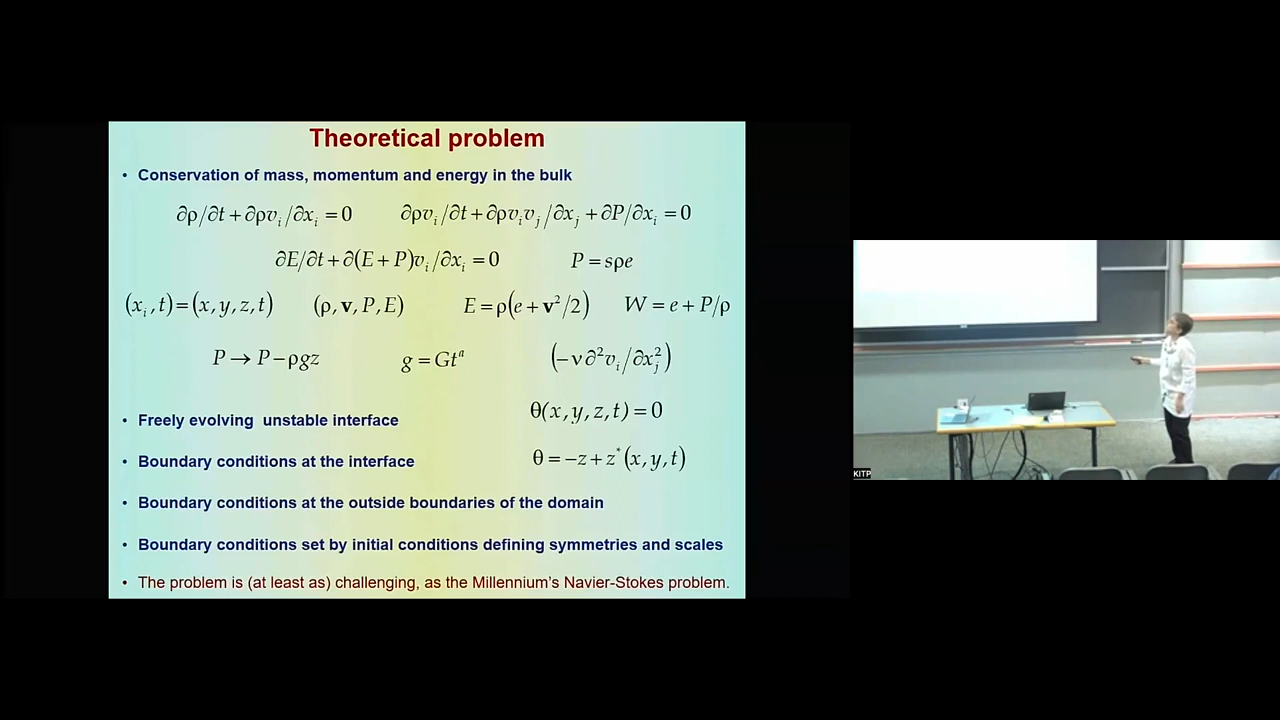 Theoretical problem
• Conservation of mass, momentum and energy in the bulk
∂ρ/∂t + ∂ρv_i/∂x_i = 0    ∂ρv_i/∂t + ∂ρv_i v_j/∂x_j + ∂P/∂x_i = 0
∂E/∂t + ∂(E + P)v_i/∂x_i = 0    P = sρe
(x_i, t) = (x, y, z, t)    (ρ, v, P, E)    E = ρ(e + v²/2)    W = e + P/ρ
P → P − ρgz    g = Gt^a    (−ν∂²v_i/∂x_j²)
θ(x, y, z, t) = 0
• Freely evolving unstable interface
• Boundary conditions at the interface    θ = −z + z*(x, y, t)
• Boundary conditions at the outside boundaries of the domain
• Boundary conditions set by initial conditions defining symmetries and scales
• The problem is (at least as) challenging, as the Millennium's Navier-Stokes problem.
KITP